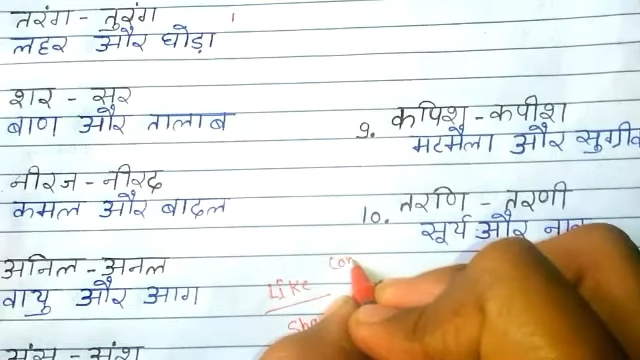 तरंग - तुरंग
लहर और घोड़ा
शर - सर
बाण और तालाब
नीरज - नीरद
कमल और बादल
अनिल - अनल
वायु और आग
9. कपिश - कपीश
मटमैला और सुग्रीव
10. तरणि - तरणी
सूर्य और
Like